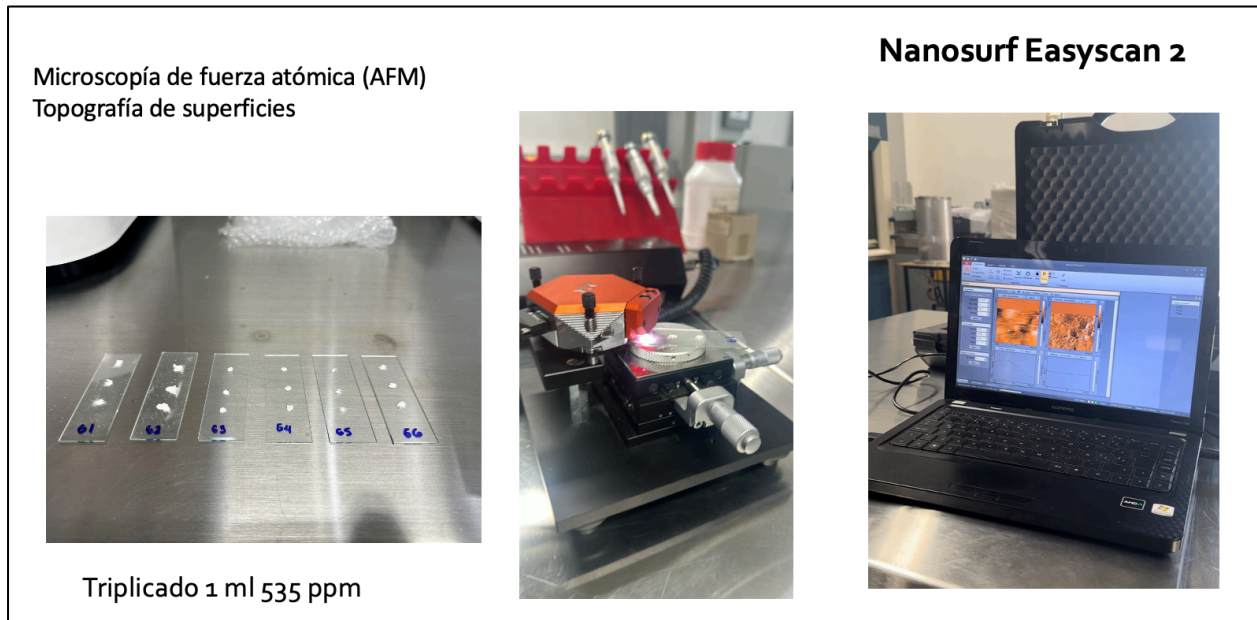 Microscopía de fuerza atómica (AFM)
Topografía de superficies
Nanosurf Easyscan 2
G1
G2
G3
G4
G5
G6
Triplicado 1 ml 535 ppm